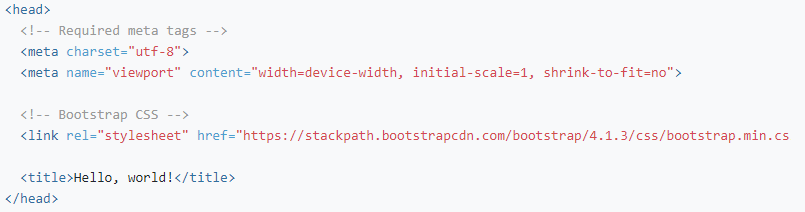 <head>
<!-- Required meta tags -->
<meta charset="utf-8">
<meta name="viewport" content="width=device-width, initial-scale=1, shrink-to-fit=no">
<!-- Bootstrap CSS -->
<link rel="stylesheet" href="https://stackpath.bootstrapcdn.com/bootstrap/4.1.3/css/bootstrap.min.cs
<title>Hello, world!</title>
</head>